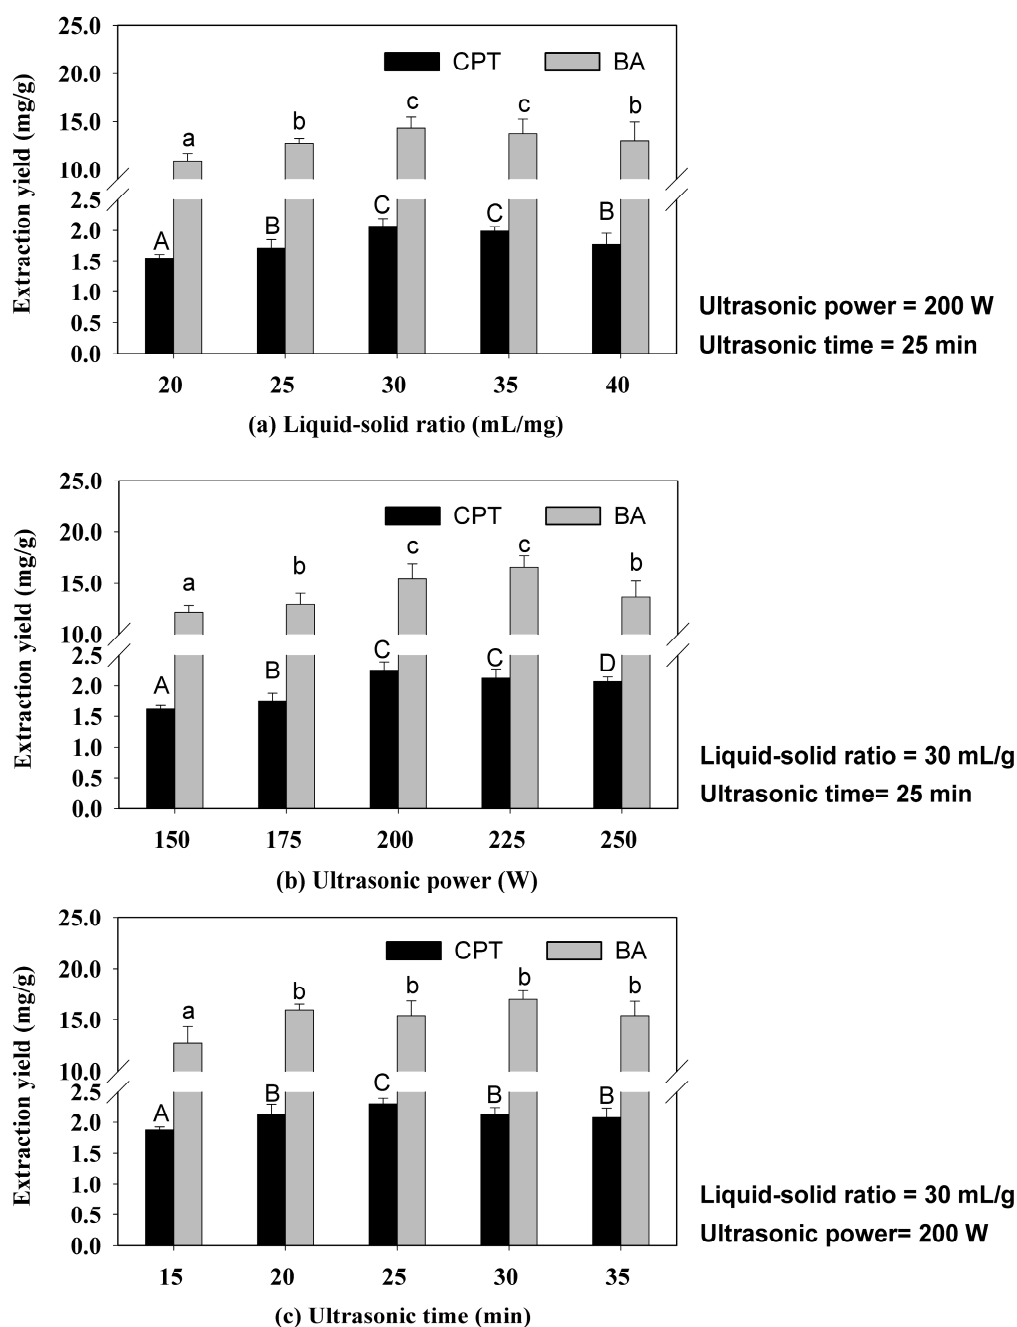 25.0
CPT BA
20.0
c c
b b
15.0
a
10.0
2.5
C C
B
B
2.0
A
1.5
1.0
0.5
0.0
Extraction yield (mg/g)
20 25 30 35 40
(a) Liquid-solid ratio (mL/mg)
Ultrasonic power = 200 W
Ultrasonic time = 25 min
25.0
CPT BA
20.0
c c
b b
a
15.0
10.0
2.5
C C D
B
A
2.0
1.5
1.0
0.5
0.0
Extraction yield (mg/g)
150 175 200 225 250
(b) Ultrasonic power (W)
Liquid-solid ratio = 30 mL/g
Ultrasonic time= 25 min
25.0
CPT BA
20.0
b b b b
a
15.0
10.0
2.5
C
B B B
A
2.0
1.5
1.0
0.5
0.0
Extraction yield (mg/g)
15 20 25 30 35
(c) Ultrasonic time (min)
Liquid-solid ratio = 30 mL/g
Ultrasonic power= 200 W